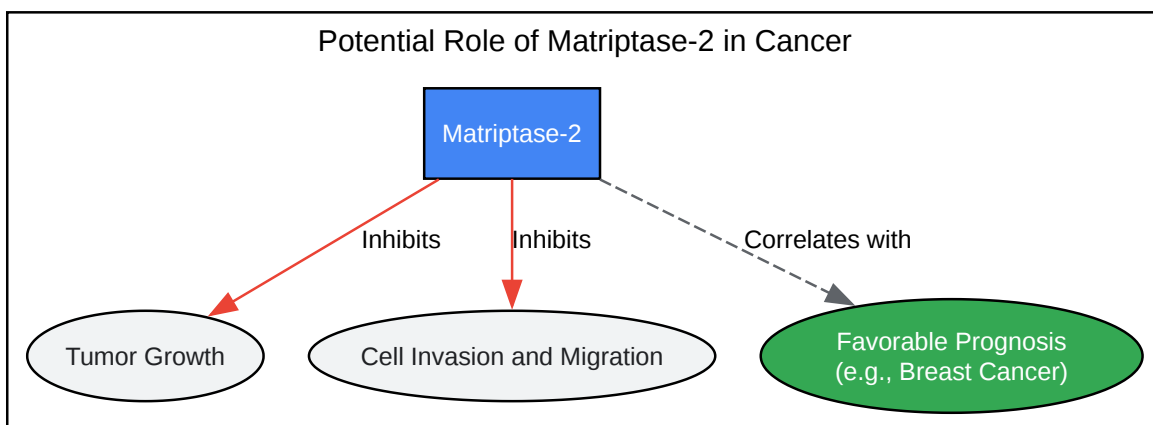 Potential Role of Matriptase-2 in Cancer
Matriptase-2
Inhibits
Inhibits
Correlates with
Tumor Growth
Cell Invasion and Migration
Favorable Prognosis
(e.g., Breast Cancer)